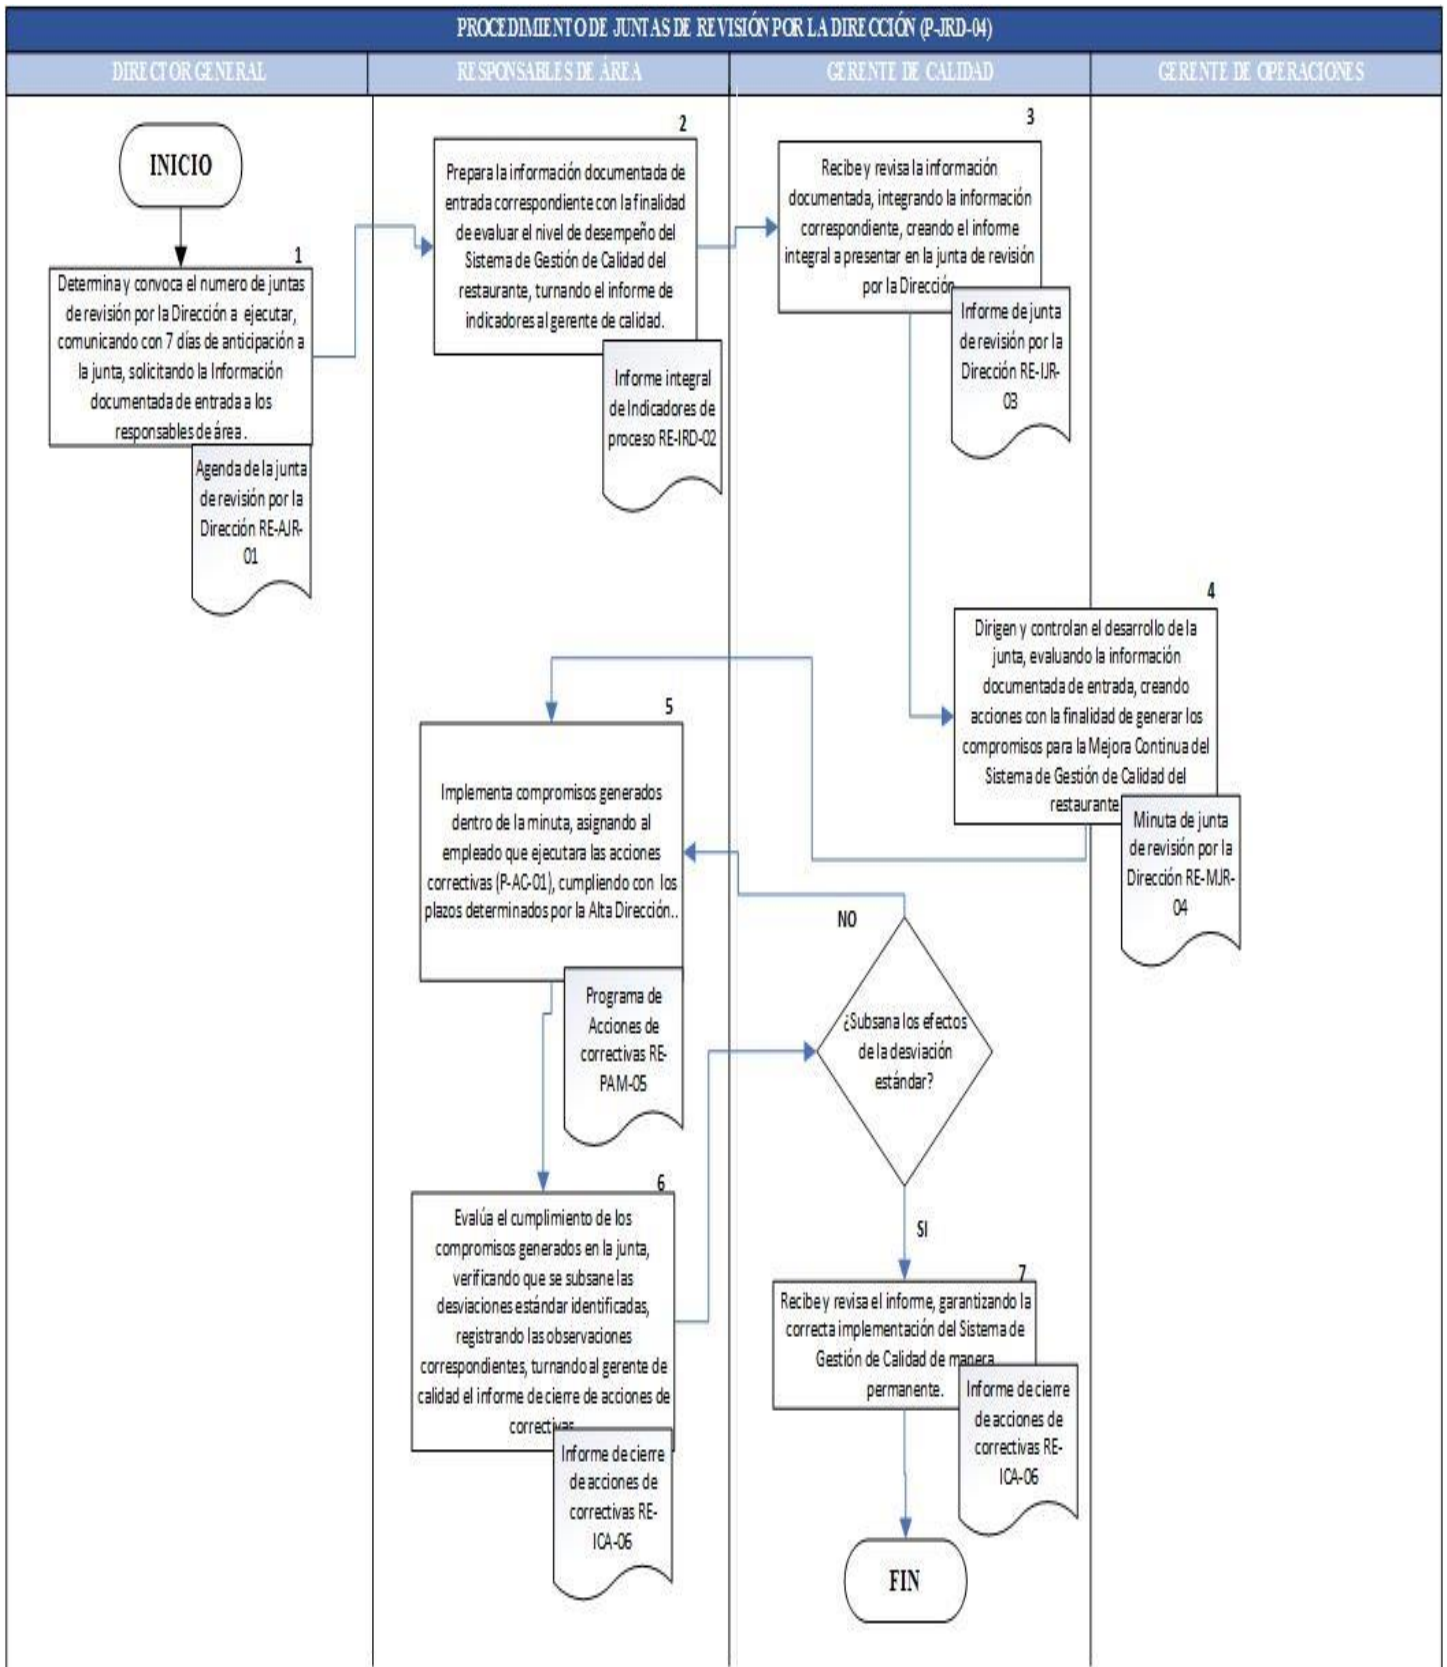 PROCEDIMIENTO DE JUNTAS DE REVISIÓN POR LA DIRECCIÓN (P-JRD-04)
DIRECTOR GENERAL
RESPONSABLES DE ÁREA
GERENTE DE CALIDAD
GERENTE DE OPERACIONES
INICIO
1
Determina y convoca el numero de juntas
de revisión por la Dirección a ejecutar,
comunicando con 7 días de anticipación a
la junta, solicitando la Información
documentada de entrada a los
responsables de área .
Agenda de la junta
de revisión por la
Dirección RE-AJR-
01
2
Prepara la información documentada de
entrada correspondiente con la finalidad
de evaluar el nivel de desempeño del
Sistema de Gestión de Calidad del
restaurante, turnando el informe de
indicadores al gerente de calidad.
Informe integral
de Indicadores de
proceso RE-IRD-02
3
Recibe y revisa la información
documentada, integrando la información
correspondiente, creando el informe
integral a presentar en la junta de revisión
por la Dirección
Informe de junta
de revisión por la
Dirección RE-IJR-
03
4
Dirigen y controlan el desarrollo de la
junta, evaluando la información
documentada de entrada, creando
acciones con la finalidad de generar los
compromisos para la Mejora Continua del
Sistema de Gestión de Calidad del
restaurante
Minuta de junta
de revisión por la
Dirección RE-MJR-
04
5
Implementa compromisos generados
dentro de la minuta, asignando al
empleado que ejecutara las acciones
correctivas (P-AC-01), cumpliendo con los
plazos determinados por la Alta Dirección..
Programa de
Acciones de
correctivas RE-
PAM-05
NO
¿Subsana los efectos
de la desviación
estándar?
SI
6
Evalúa el cumplimiento de los
compromisos generados en la junta,
verificando que se subsane las
desviaciones estándar identificadas,
registrando las observaciones
correspondientes, turnando al gerente de
calidad el informe de cierre de acciones de
correctivas
Informe de cierre
de acciones de
correctivas RE-
ICA-06
7
Recibe y revisa el informe, garantizando la
correcta implementación del Sistema de
Gestión de Calidad de manera
permanente.
Informe de cierre
de acciones de
correctivas RE-
ICA-06
FIN